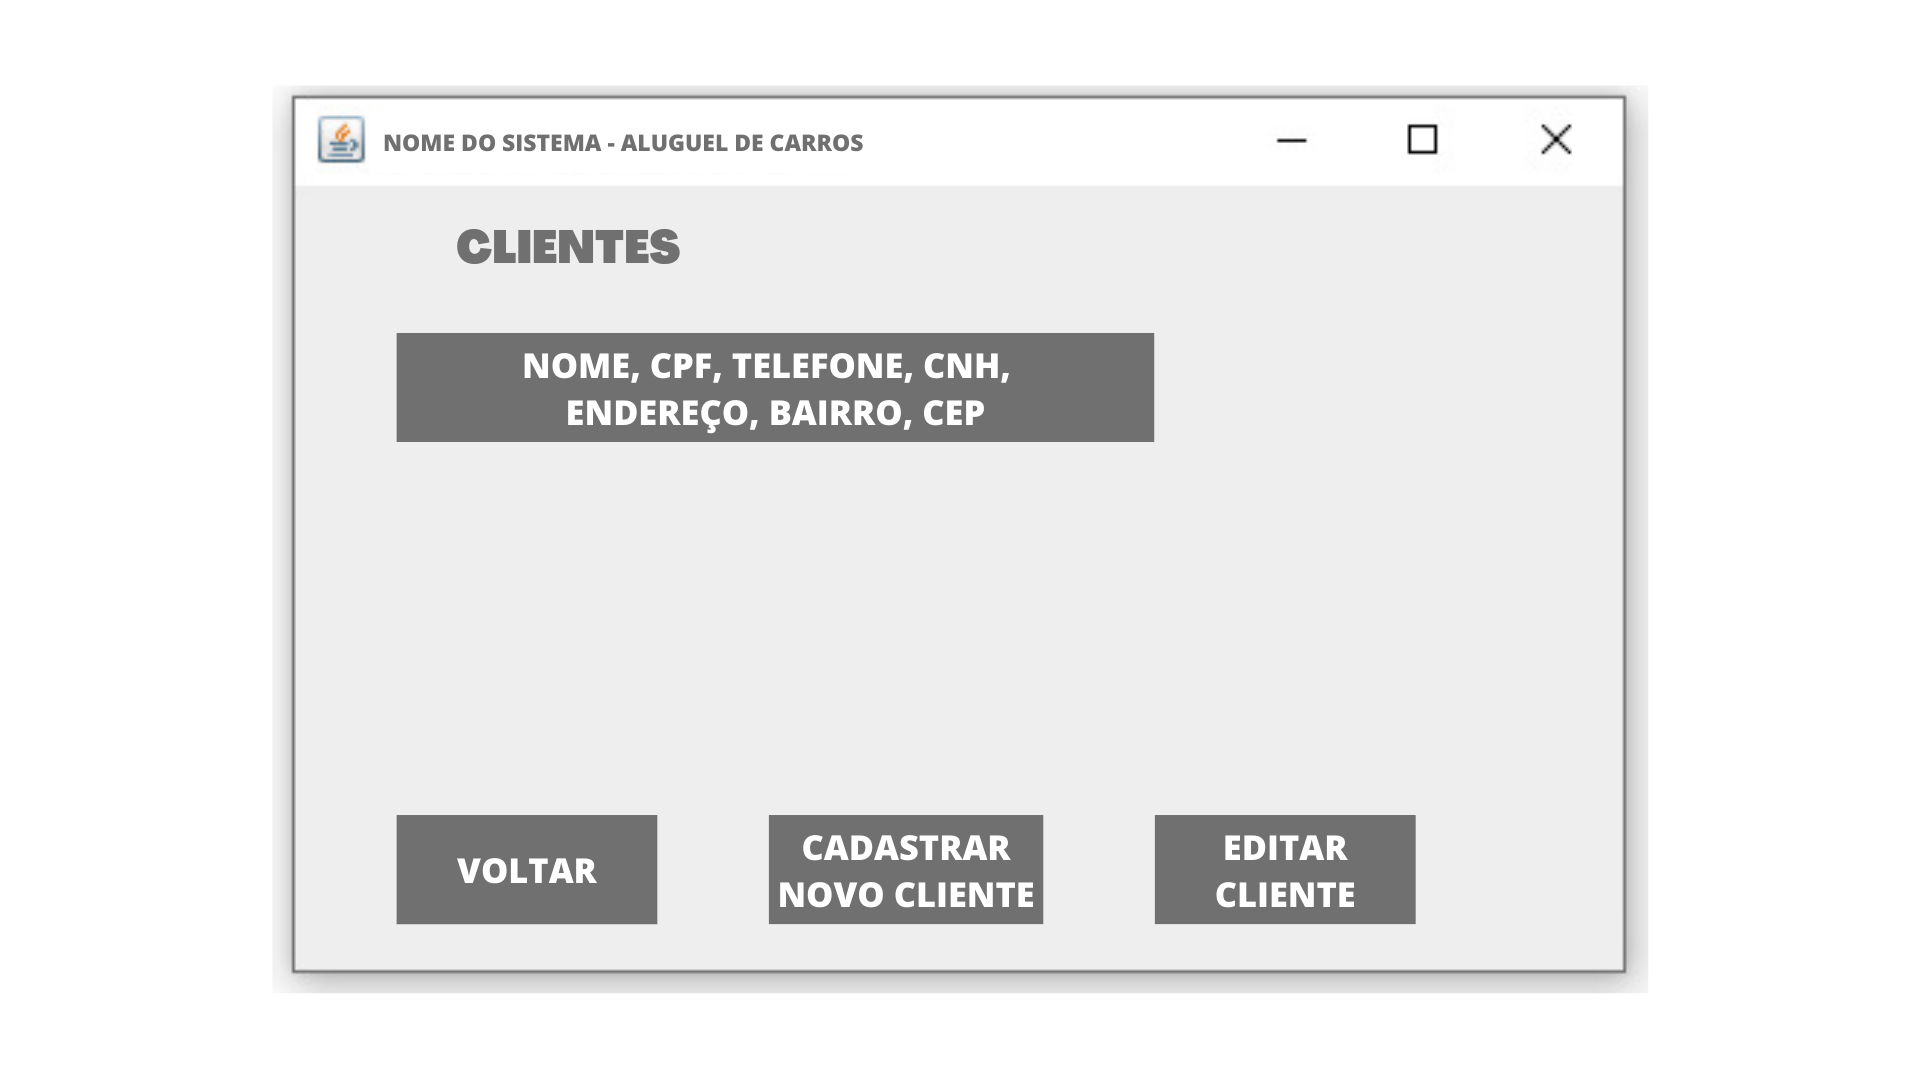 NOME DO SISTEMA - ALUGUEL DE CARROS
CLIENTES
NOME, CPF, TELEFONE, CNH,
ENDEREÇO, BAIRRO, CEP
VOLTAR
CADASTRAR
NOVO CLIENTE
EDITAR
CLIENTE